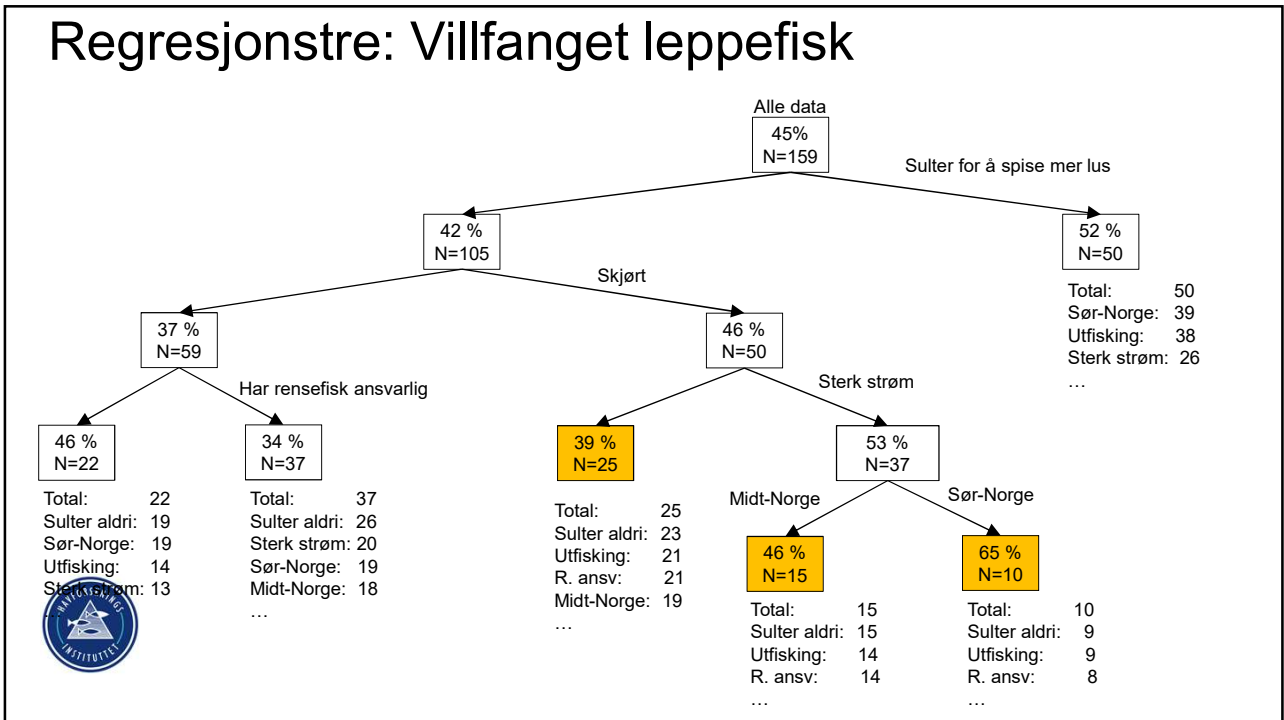 Regresjonstre: Villfanget leppefisk
Alle data
45%
N=159
Sulter for å spise mer lus
42 %
N=105
52 %
N=50
Skjørt
Total: 50
Sør-Norge: 39
Utfisking: 38
Sterk strøm: 26
…
37 %
N=59
46 %
N=50
Har rensefisk ansvarlig
Sterk strøm
46 %
N=22
34 %
N=37
39 %
N=25
53 %
N=37
Total: 22
Sulter aldri: 19
Sør-Norge: 19
Utfisking: 14
Sterk strøm: 13
…
Total: 37
Sulter aldri: 26
Sterk strøm: 20
Sør-Norge: 19
Midt-Norge: 18
…
Total: 25
Sulter aldri: 23
Utfisking: 21
R. ansv: 21
Midt-Norge: 19
…
Midt-Norge
Sør-Norge
46 %
N=15
65 %
N=10
Total: 15
Sulter aldri: 15
Utfisking: 14
R. ansv: 14
…
Total: 10
Sulter aldri: 9
Utfisking: 9
R. ansv: 8
…
HAVFORSKNINGS
INSTITUTTET